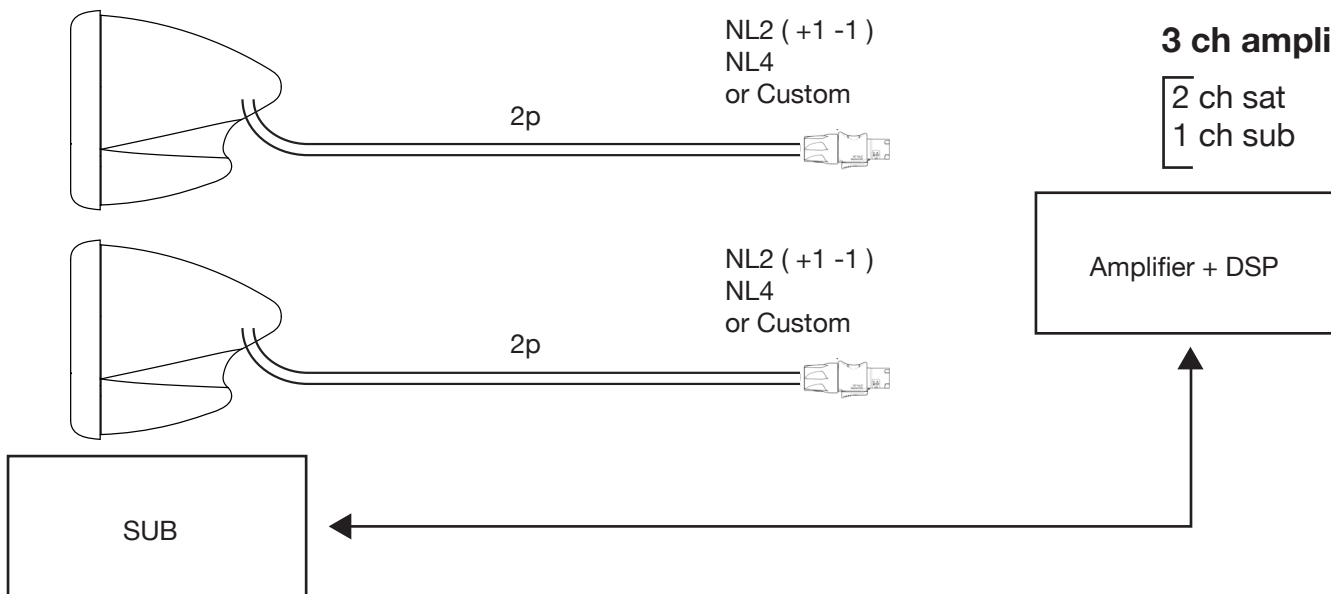 NL2 ( +1 -1 )
NL4
or Custom
2p
3 ch ampli
2 ch sat
1 ch sub
Amplifier + DSP
NL2 ( +1 -1 )
NL4
or Custom
2p
SUB